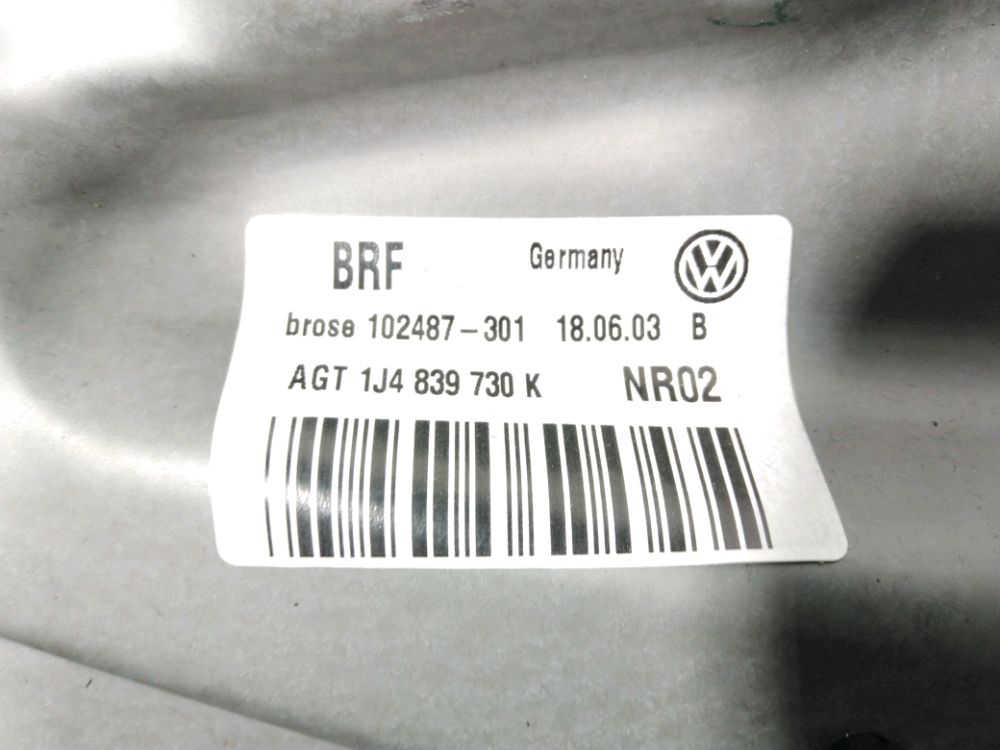 BRF Germany
brose 102487-301 18.06.03 B
AGT 1J4 839 730 K NR02